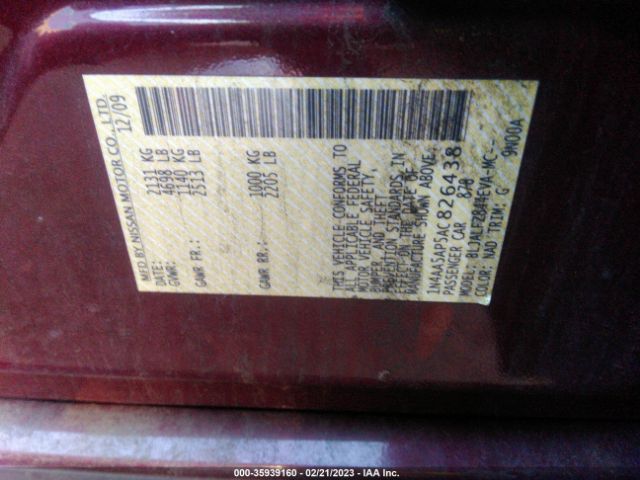 MFD BY NISSAN MOTOR CO., LTD.
DATE: 12/09
GVWR: 2131 KG
4698 LB
GAWR FR.: 1140 KG
2513 LB
GAWR RR.: 1000 KG
2205 LB
THIS VEHICLE CONFORMS TO
ALL APPLICABLE FEDERAL
MOTOR VEHICLE SAFETY,
BUMPER, AND THEFT
PREVENTION STANDARDS IN
EFFECT ON THE DATE OF
MANUFACTURE SHOWN ABOVE.
1N4AA5AP5AC826438
PASSENGER CAR
MODEL:
COLOR: NAD TRIM: G 9N00A
000-35939160 - 02/21/2023 - IAA Inc.